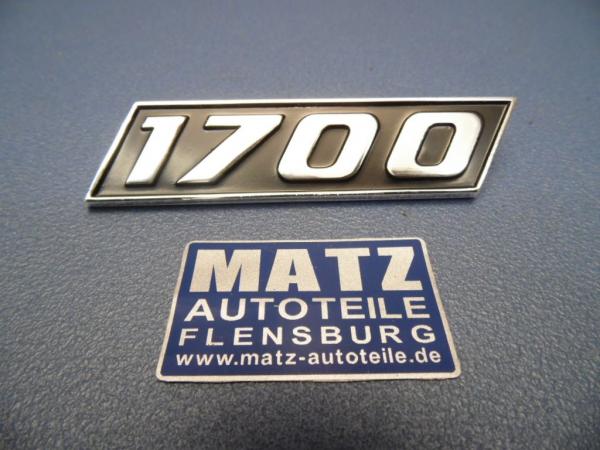 1700
MATZ
AUTOTEILE
FLENSBURG
www.matz-autoteile.de